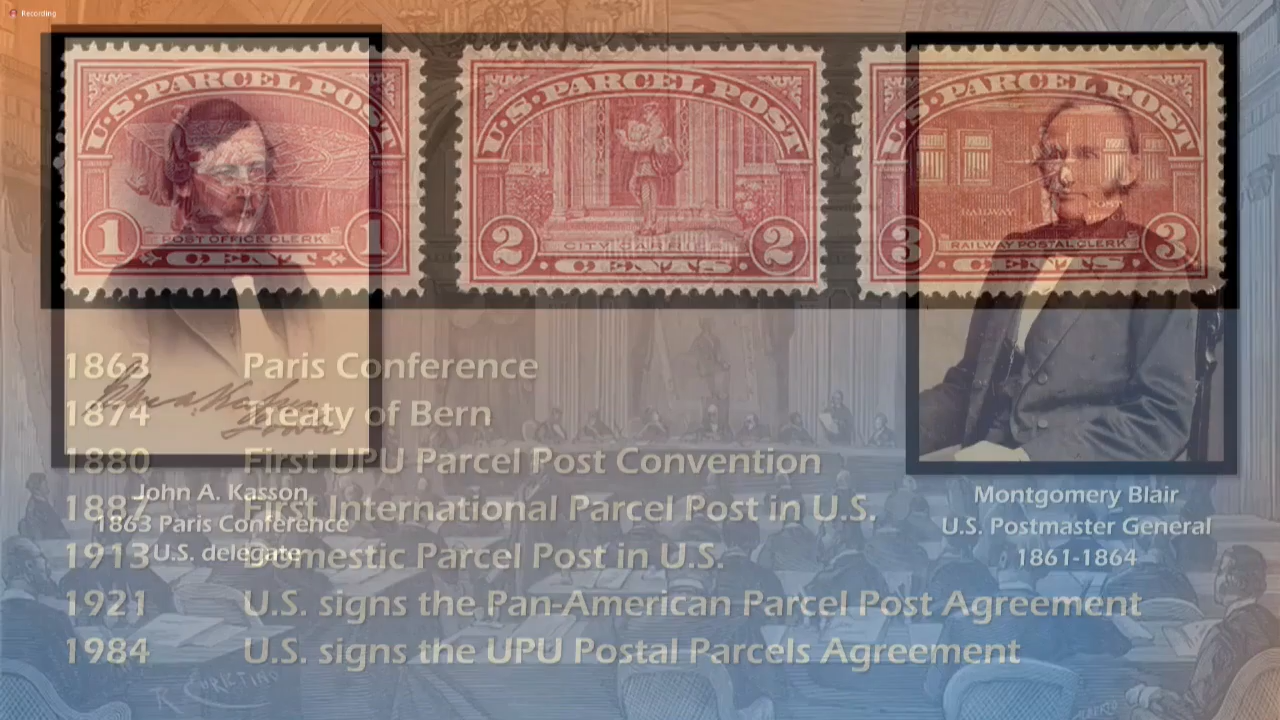 Recording
U.S. PARCEL POST
1 POST OFFICE CLERK 1
CENT
U.S. PARCEL POST
2 CITY CARRIER 2
CENTS
U.S. PARCEL POST
RAILWAY POST
3 RAILWAY POSTAL CLERK 3
CENTS
1863 Paris Conference
1874 Treaty of Bern
1880 First UPU Parcel Post Convention
1887 First International Parcel Post in U.S.
1913 Domestic Parcel Post in U.S.
1921 U.S. signs the Pan-American Parcel Post Agreement
1984 U.S. signs the UPU Postal Parcels Agreement
John A. Kasson
1863 Paris Conference
U.S. delegate
Montgomery Blair
U.S. Postmaster General
1861-1864